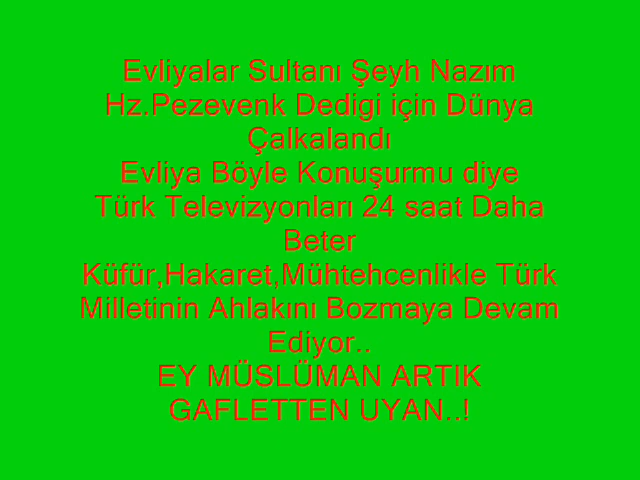 Evliyalar Sultanı Şeyh Nazım
Hz.Pezevenk Dedigi için Dünya
Çalkalandı
Evliya Böyle Konuşurmu diye
Türk Televizyonları 24 saat Daha
Beter
Küfür,Hakaret,Mühtehcenlikle Türk
Milletinin Ahlakını Bozmaya Devam
Ediyor..
EY MÜSLÜMAN ARTIK
GAFLETTEN UYAN..!